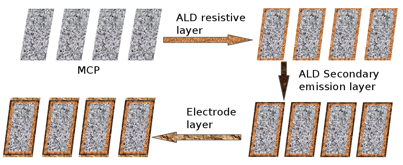 ALD resistive
layer
MCP
ALD Secondary
emission layer
Electrode
layer